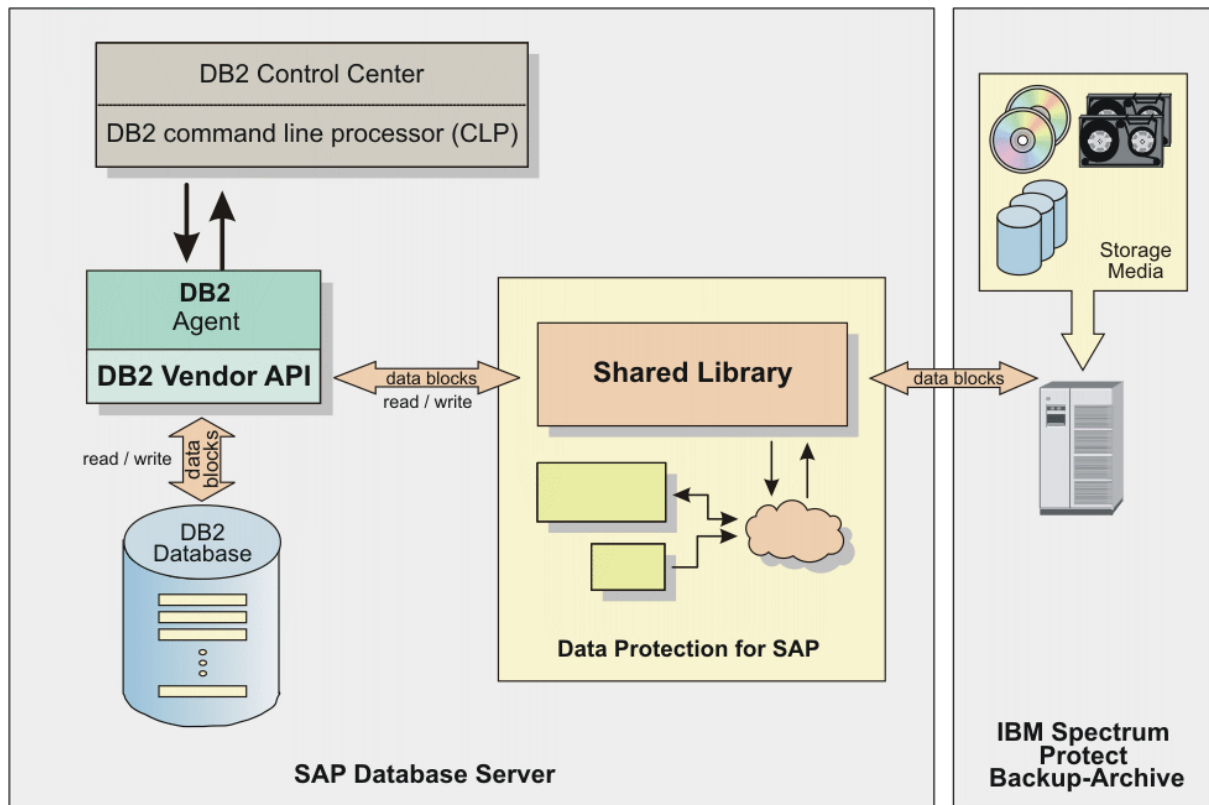 DB2 Control Center
DB2 command line processor (CLP)
DB2
Agent
DB2 Vendor API
data blocks
read / write
Shared Library
data blocks
read / write
data
blocks
DB2
Database
Data Protection for SAP
SAP Database Server
Storage
Media
IBM Spectrum
Protect
Backup-Archive